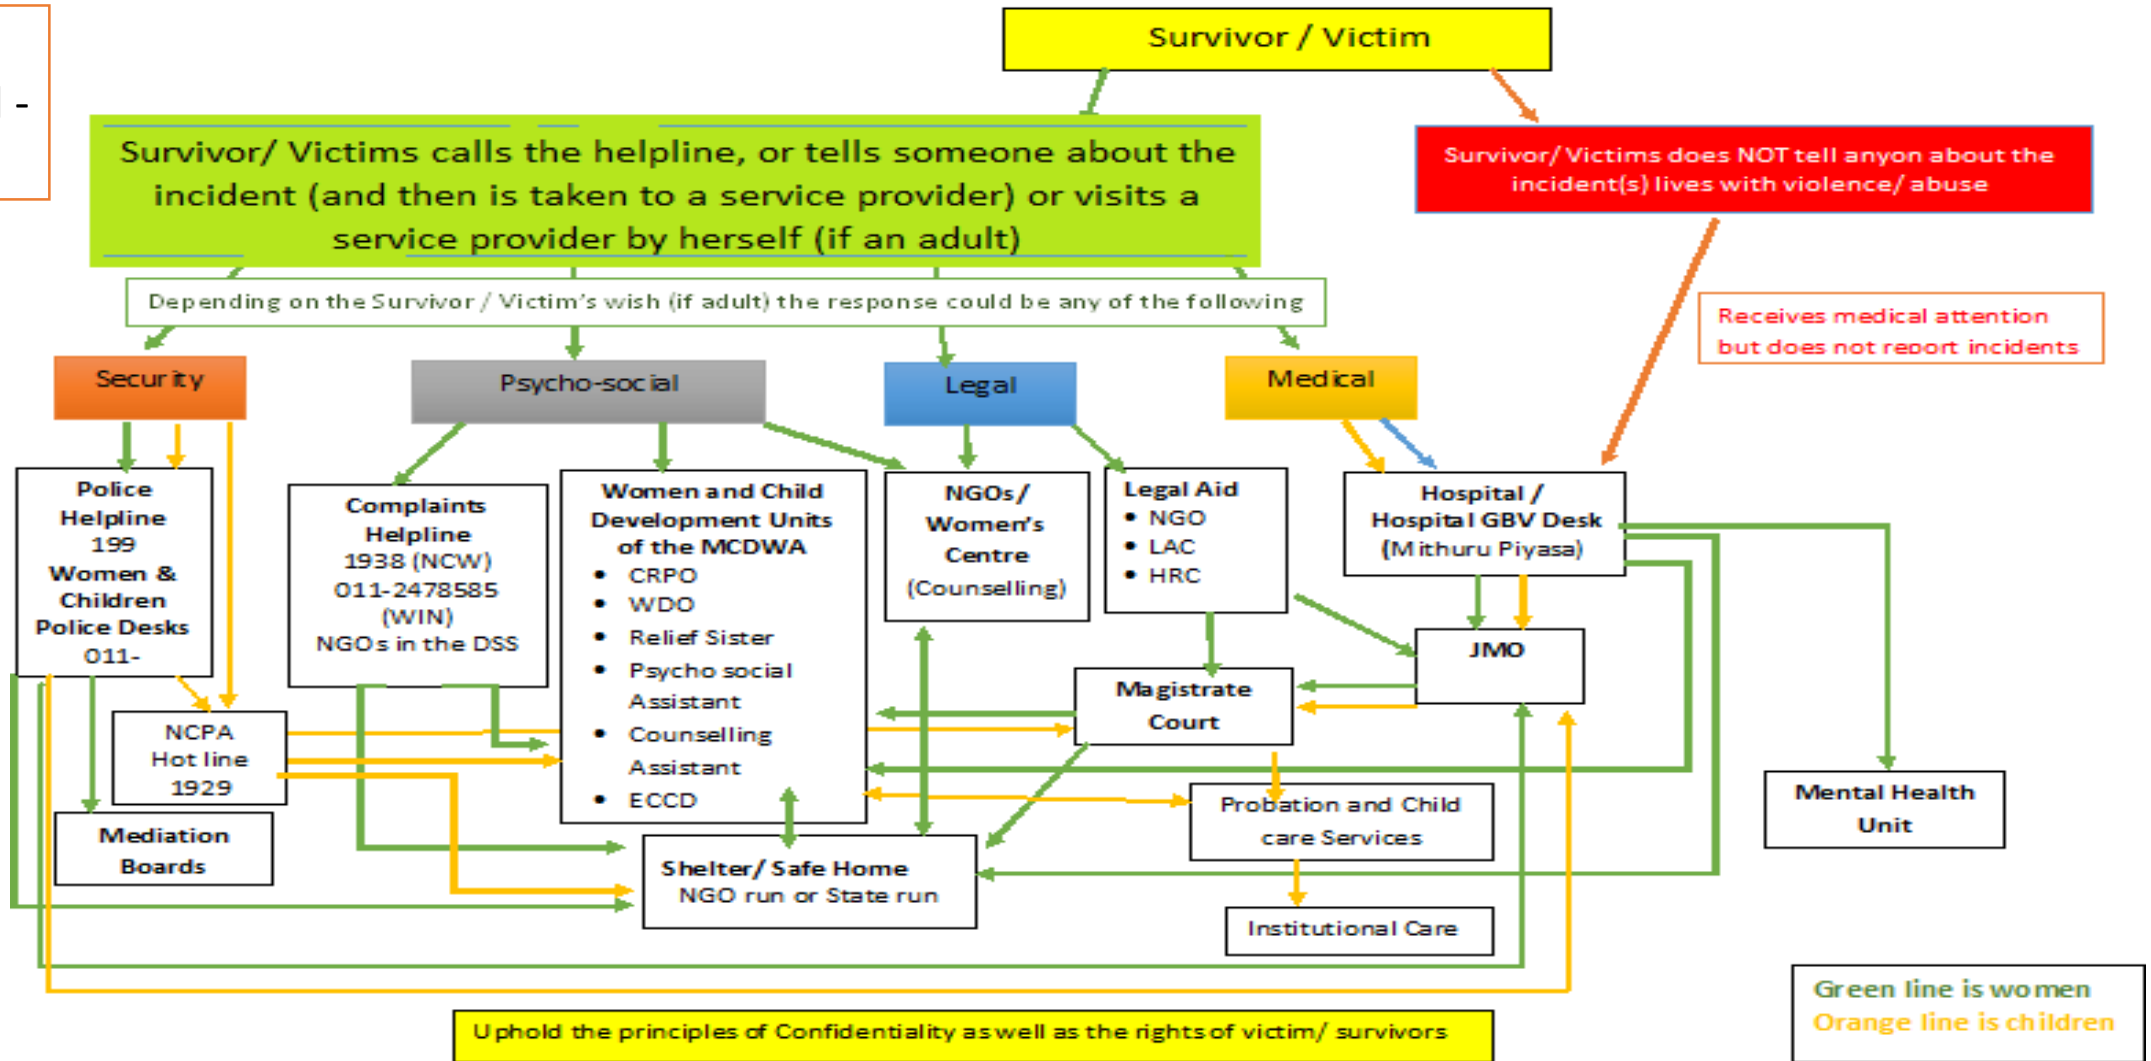 -
Survivor / Victim
Survivor/ Victims calls the helpline, or tells someone about the
incident (and then is taken to a service provider) or visits a
service provider by herself (if an adult)
Survivor/ Victims does NOT tell anyon about the
incident(s) lives with violence/ abuse
Depending on the Survivor / Victim's wish (if adult) the response could be any of the following
Receives medical attention
but does not report incidents
Security
Psycho-social
Legal
Medical
Police
Helpline
199
Women &
Children
Police Desks
011-
Complaints
Helpline
1938 (NCW)
011-2478585
(WIN)
NGOs in the DSS
Women and Child
Development Units
of the MCDWA
• CRPO
• WDO
• Relief Sister
• Psycho social
Assistant
• Counselling
Assistant
• ECCD
NGOs/
Women's
Centre
(Counselling)
Legal Aid
• NGO
• LAC
• HRC
Hospital /
Hospital GBV Desk
(Mithuru Piyasa)
JMO
Magistrate
Court
NCPA
Hot line
1929
Mediation
Boards
Shelter/ Safe Home
NGO run or State run
Probation and Child
care Services
Institutional Care
Mental Health
Unit
Green line is women
Orange line is children
Uphold the principles of Confidentiality as well as the rights of victim/ survivors